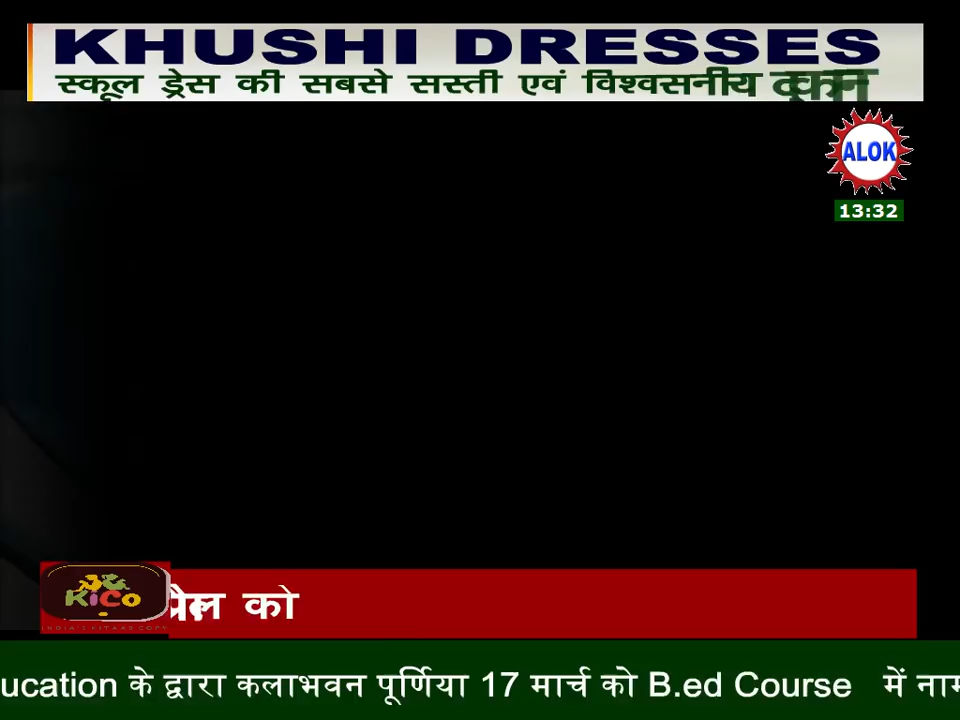 KHUSHI DRESSES
स्कूल ड्रेस की सबसे सस्ती एवं विश्वसनीय
ALOK
13:32
KiCo
को
ucation के द्वारा कलाभवन पूर्णिया 17 मार्च को B.ed Course में नाम